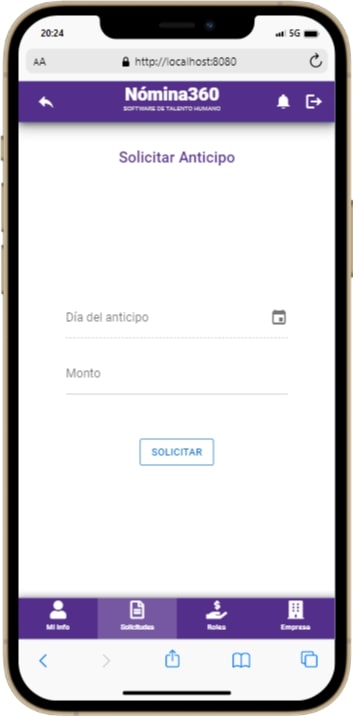 20:24
5G
AA
http://localhost:8080
Nómina360
SOFTWARE DE TALENTO HUMANO
Solicitar Anticipo
Día del anticipo
Monto
SOLICITAR
Mi Info
Solicitudes
Roles
Empresa